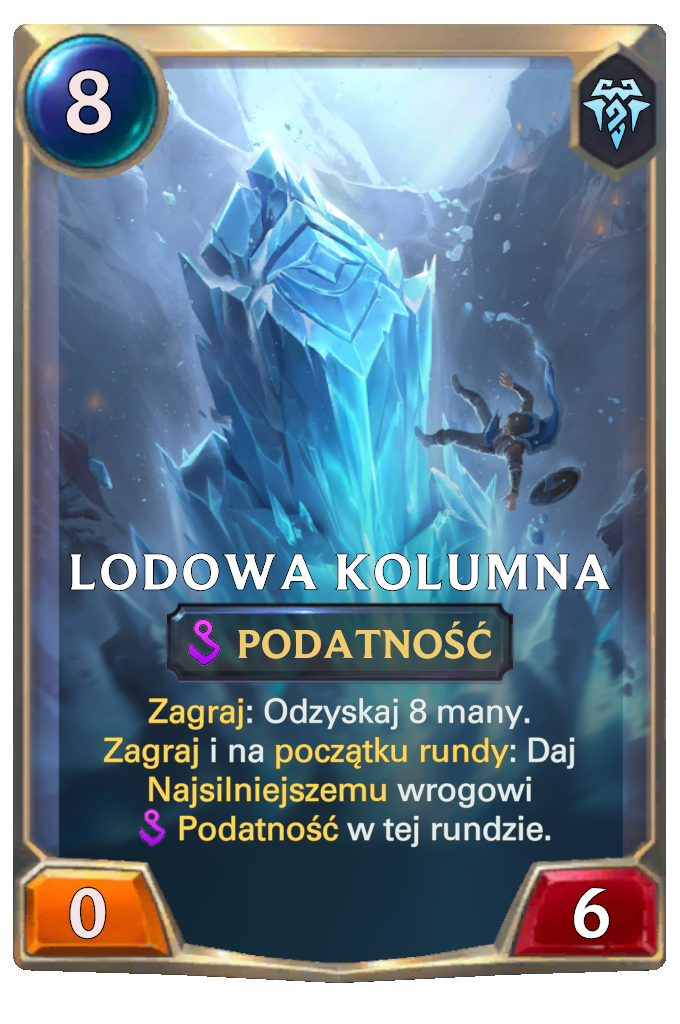 8
LODOWA KOLUMNA
PODATNOŚĆ
Zagraj: Odzyskaj 8 many.
Zagraj i na początku rundy: Daj
Najsilniejszemu wrogowi
Podatność w tej rundzie.
0
6